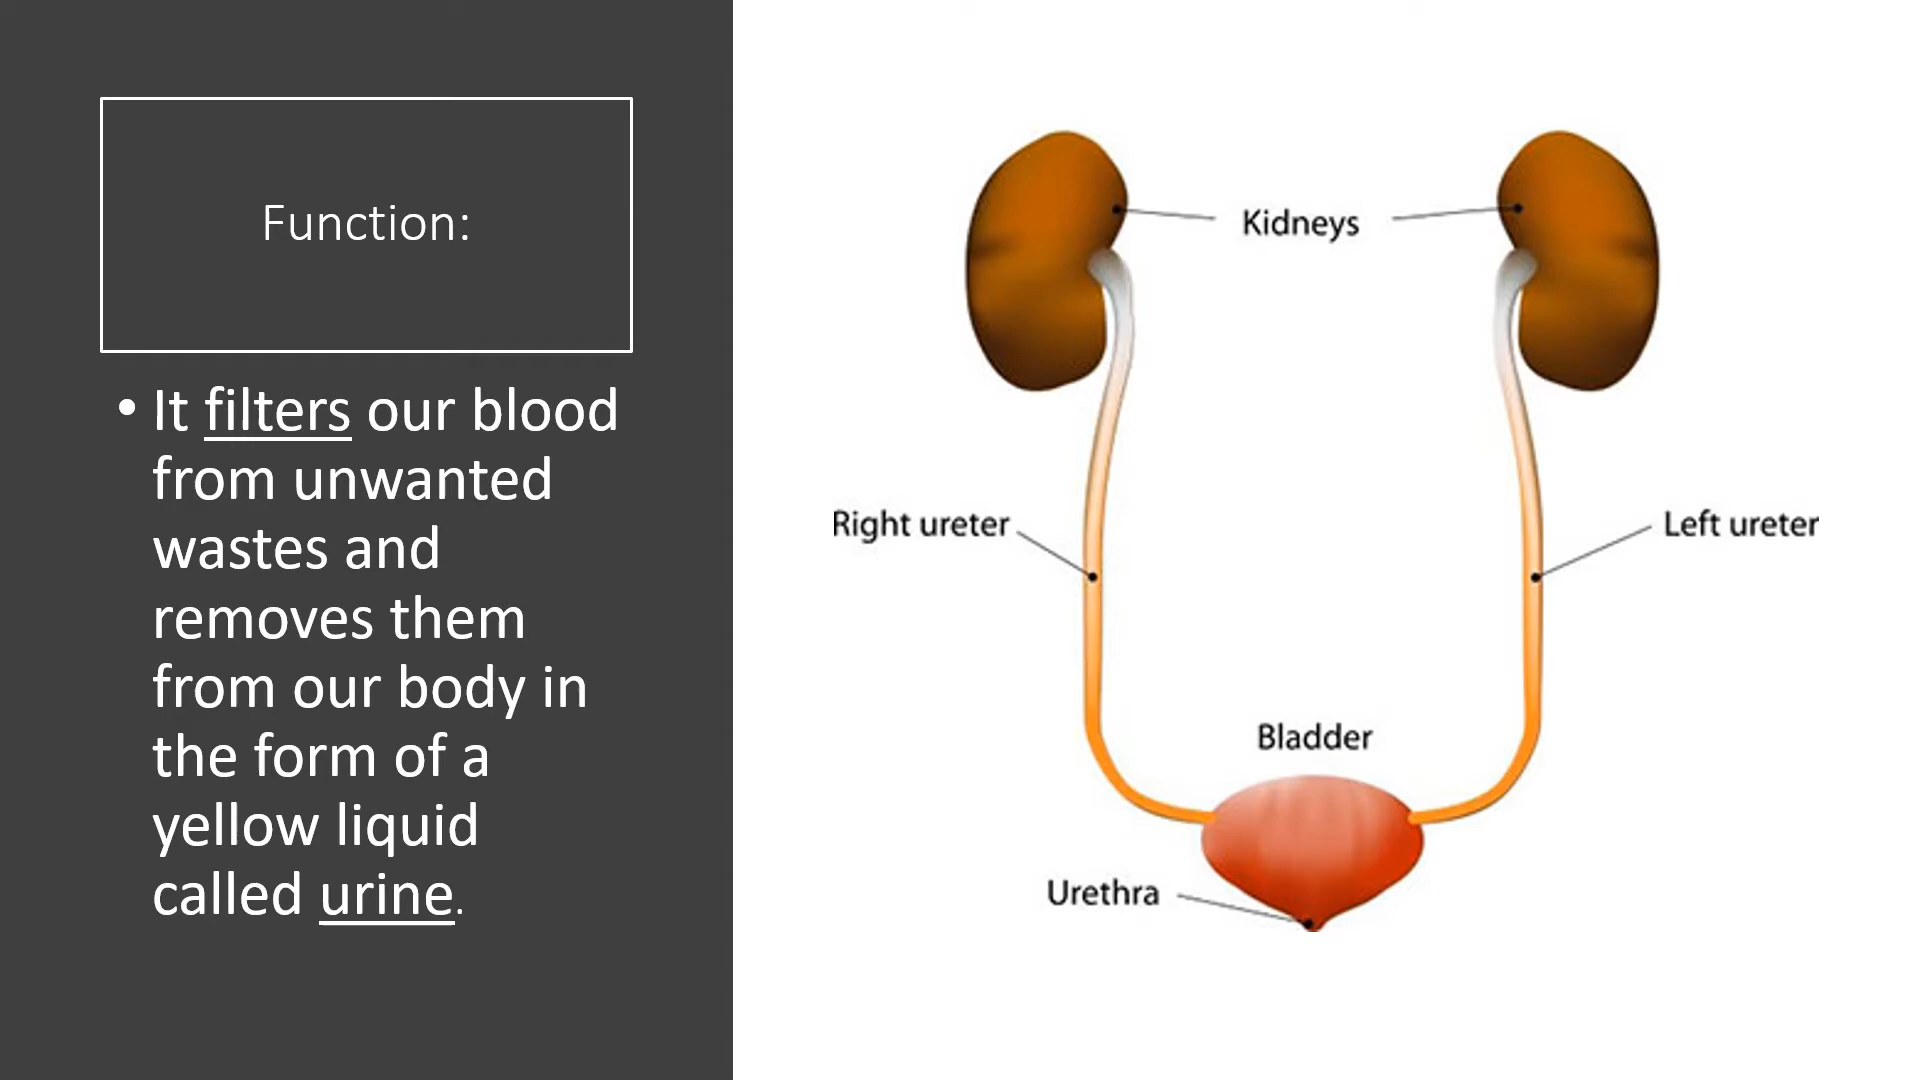 Function:
• It filters our blood
from unwanted
wastes and
removes them
from our body in
the form of a
yellow liquid
called urine.
Kidneys
Right ureter
Left ureter
Bladder
Urethra